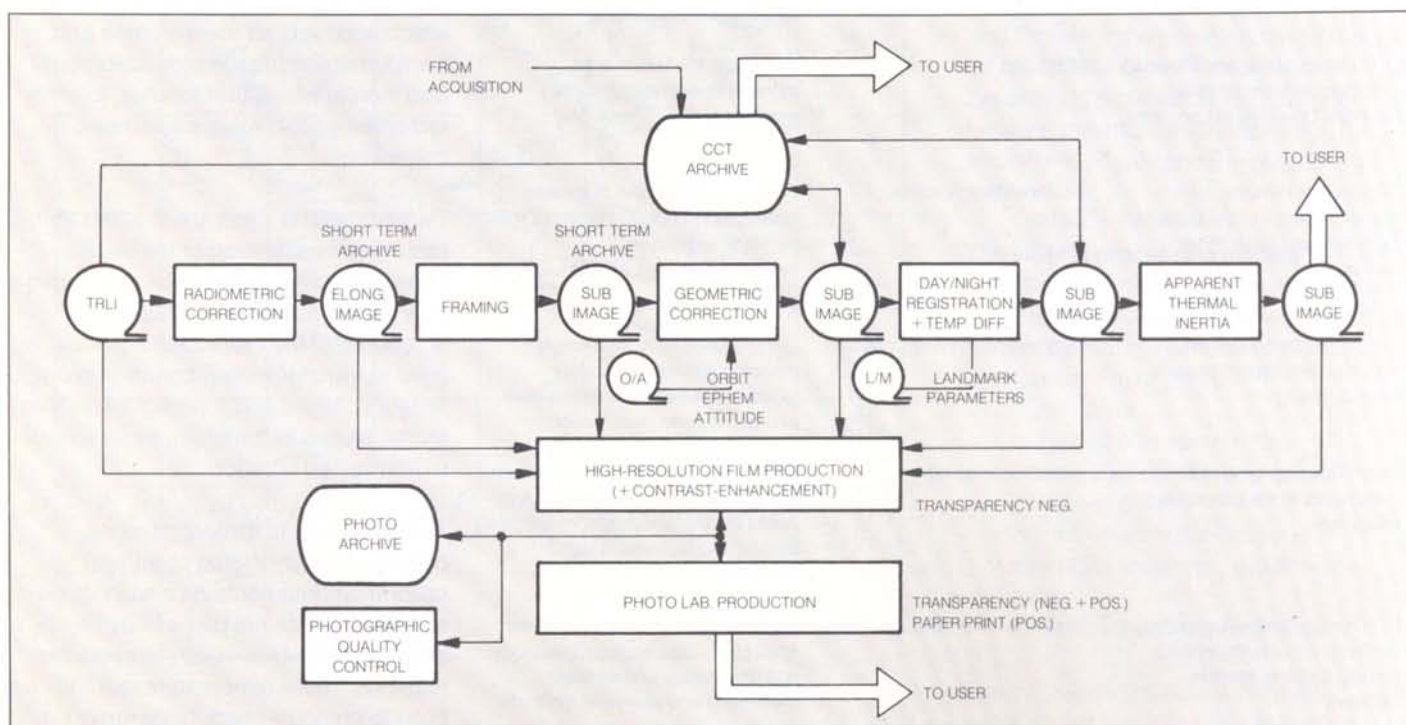 FROM
ACQUISITION
TO USER
CCT
ARCHIVE
TO USER
SHORT TERM
ARCHIVE
SHORT TERM
ARCHIVE
TRLI
RADIOMETRIC
CORRECTION
ELONG.
IMAGE
FRAMING
SUB
IMAGE
GEOMETRIC
CORRECTION
SUB
IMAGE
DAY/NIGHT
REGISTRATION
+ TEMP. DIFF.
SUB
IMAGE
APPARENT
THERMAL
INERTIA
SUB
IMAGE
O/A
ORBIT
EPHEM.
ATTITUDE
L/M
LANDMARK
PARAMETERS
HIGH-RESOLUTION FILM PRODUCTION
(+ CONTRAST-ENHANCEMENT)
TRANSPARENCY NEG.
PHOTO
ARCHIVE
PHOTO LAB. PRODUCTION
TRANSPARENCY (NEG. + POS.)
PAPER PRINT (POS.)
PHOTOGRAPHIC
QUALITY
CONTROL
TO USER